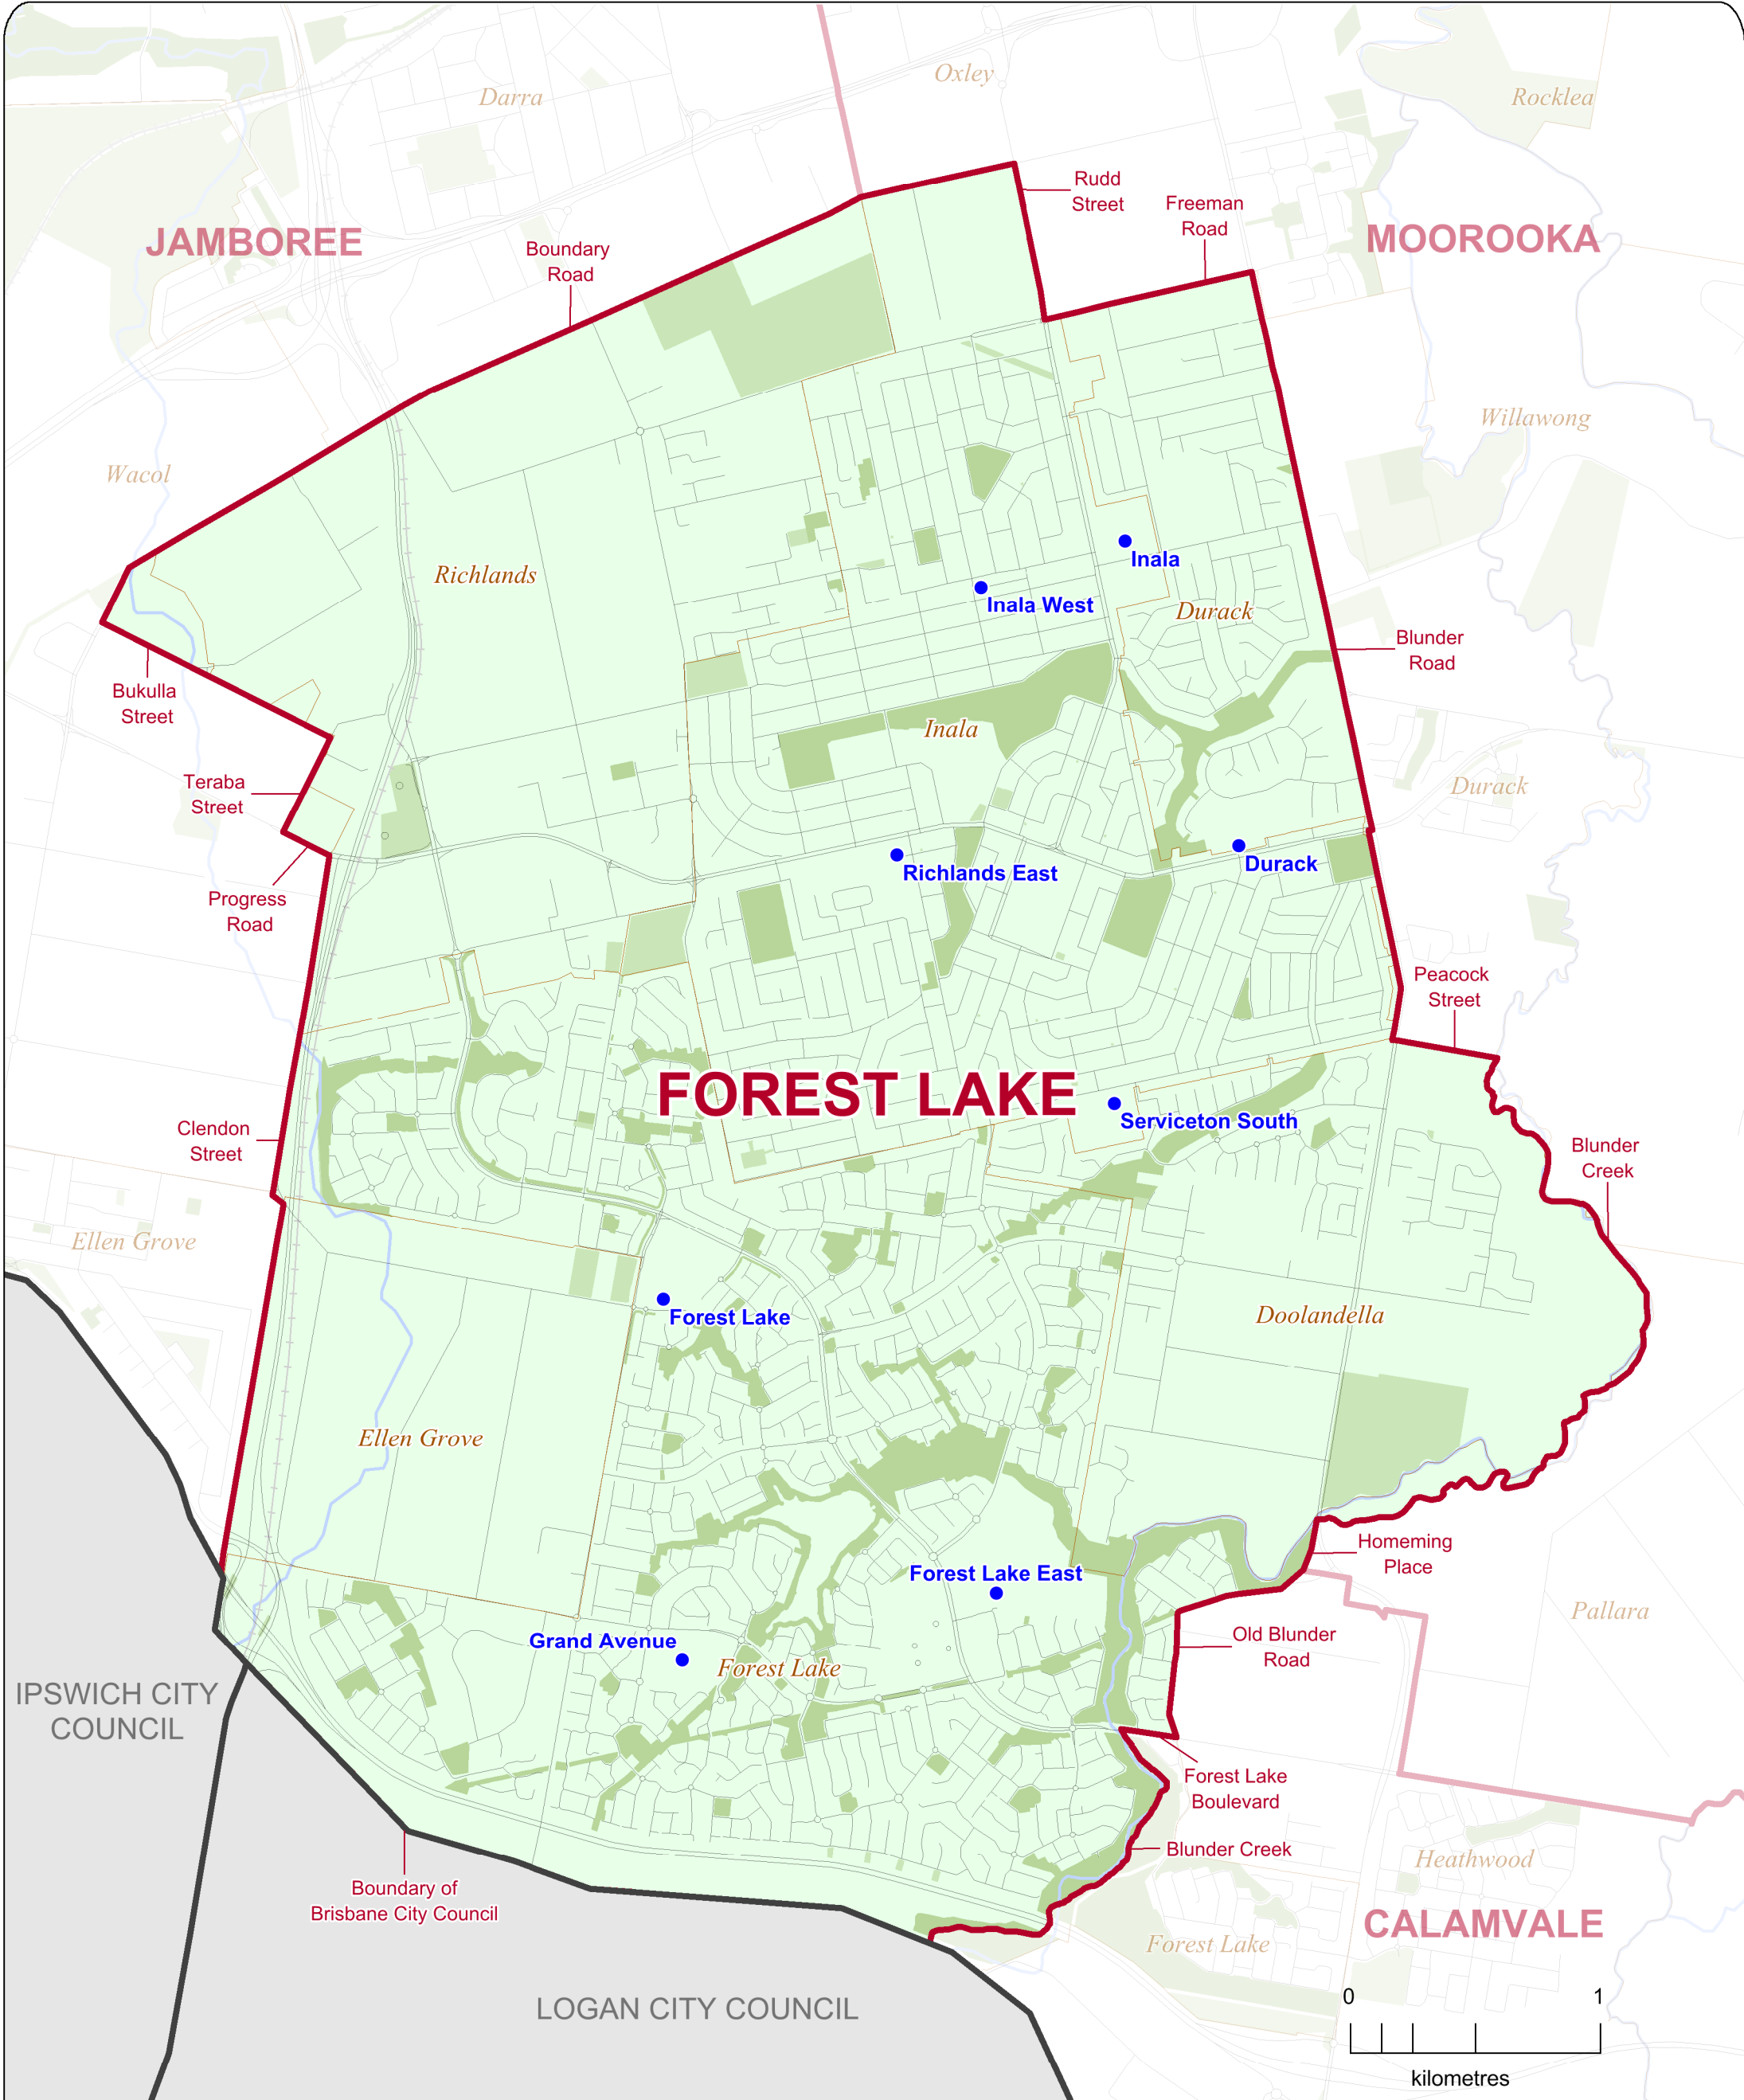 Oxley
Darra
Rocklea
Rudd
Street
Freeman
Road
JAMBOREE
MOOROOKA
Boundary
Road
Willawong
Wacol
Inala
Richlands
Inala West
Durack
Blunder
Road
Bukulla
Street
Inala
Teraba
Street
Durack
Richlands East
Durack
Progress
Road
Peacock
Street
FOREST LAKE
Serviceton South
Clendon
Street
Blunder
Creek
Ellen Grove
Forest Lake
Doolandella
Ellen Grove
Homeming
Place
Forest Lake East
Pallara
Grand Avenue
Old Blunder
Road
Forest Lake
IPSWICH CITY
COUNCIL
Forest Lake
Boulevard
Blunder Creek
Heathwood
Boundary of
Brisbane City Council
CALAMVALE
Forest Lake
LOGAN CITY COUNCIL
0 1
kilometres